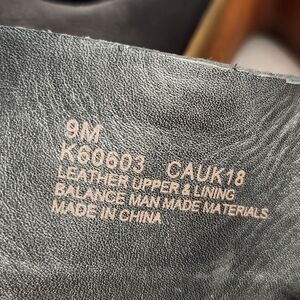 9M
K60603 CAUK18
LEATHER UPPER & LINING
BALANCE MAN MADE MATERIALS
MADE IN CHINA